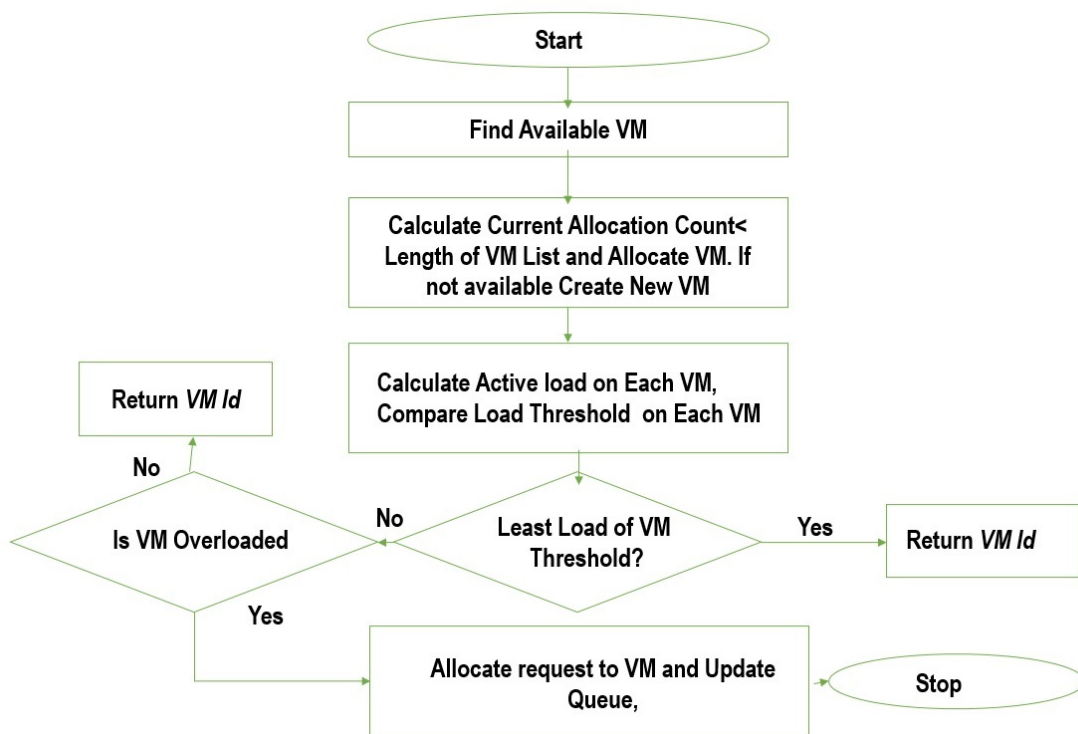 Start
Find Available VM
Calculate Current Allocation Count<
Length of VM List and Allocate VM. If
not available Create New VM
Calculate Active load on Each VM,
Compare Load Threshold on Each VM
Return VM Id
No
Is VM Overloaded
No
Least Load of VM
Threshold?
Yes
Return VM Id
Yes
Allocate request to VM and Update
Queue,
Stop